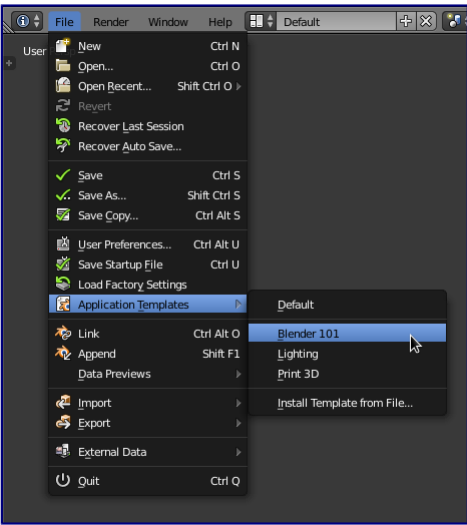 File Render Window Help Default
User
New Ctrl N
Open... Ctrl O
Open Recent... Shift Ctrl O
Revert
Recover Last Session
Recover Auto Save...
Save Ctrl S
Save As... Shift Ctrl S
Save Copy... Ctrl Alt S
User Preferences... Ctrl Alt U
Save Startup File Ctrl U
Load Factory Settings
Application Templates
Default
Blender 101
Lighting
Print 3D
Install Template from File...
Link Ctrl Alt O
Append Shift F1
Data Previews
Import
Export
External Data
Quit Ctrl Q